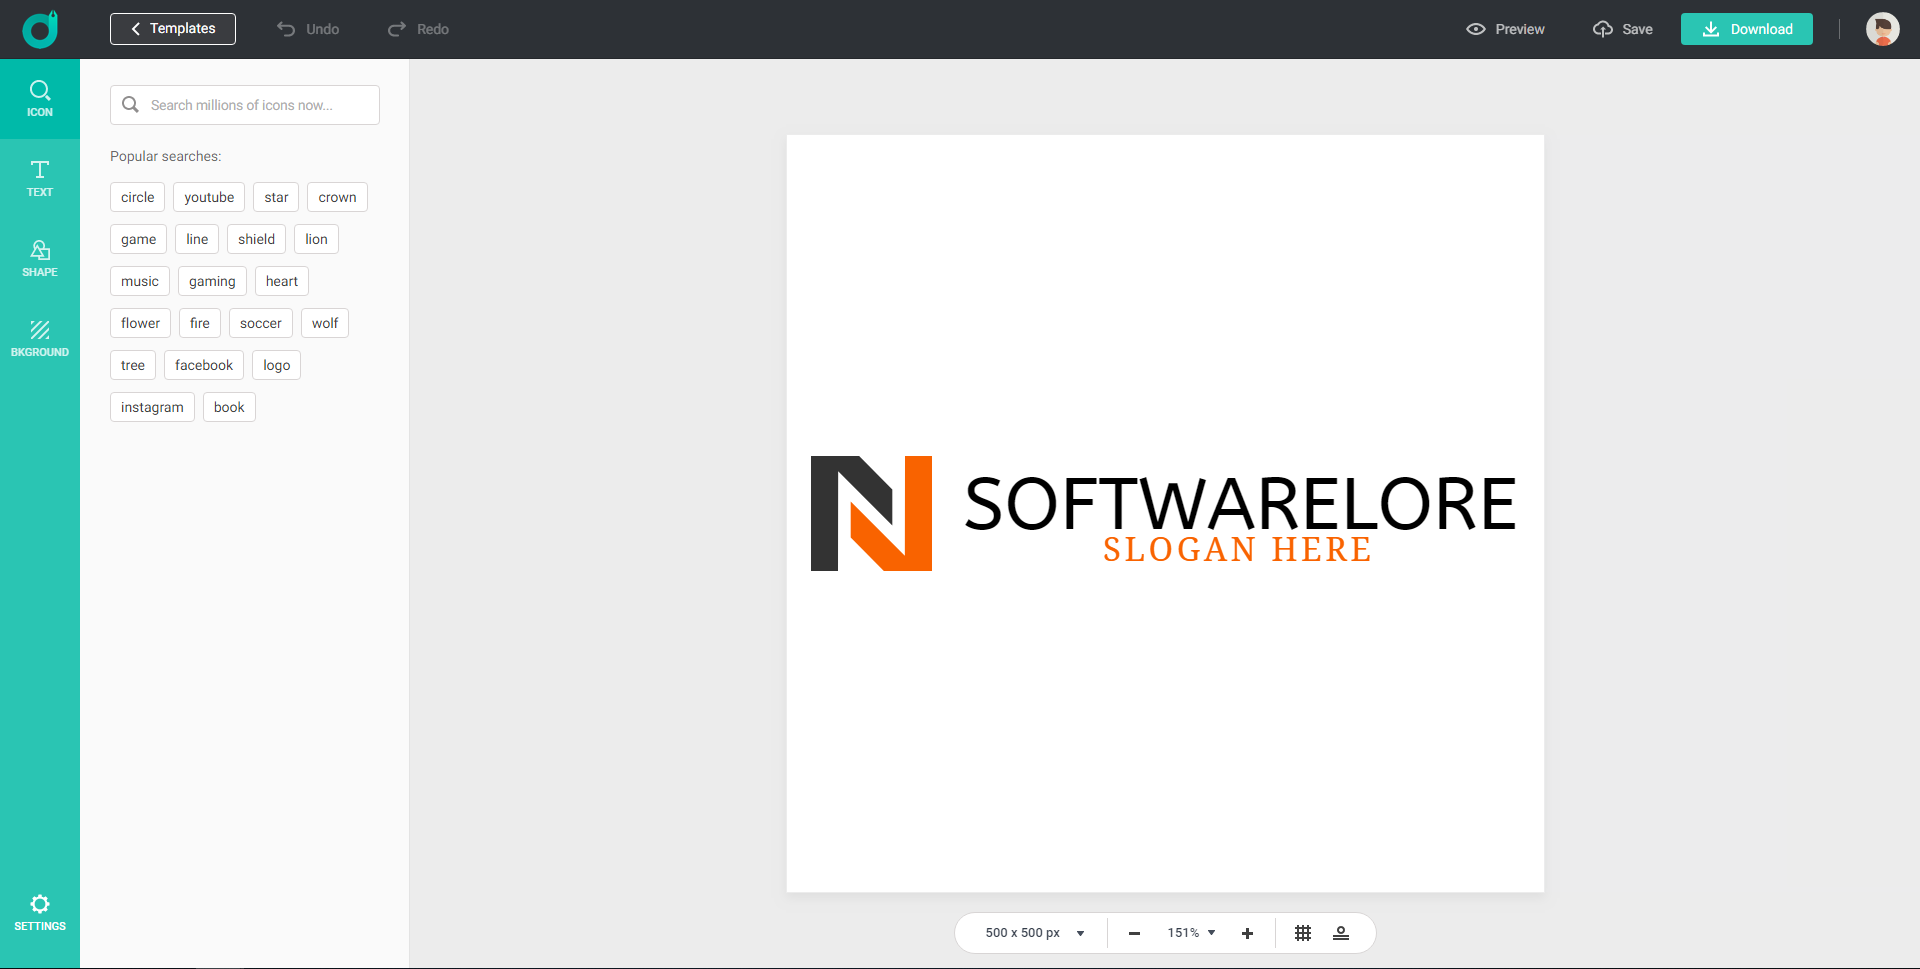 Templates
Undo
Redo
Preview
Save
Download
ICON
TEXT
SHAPE
BKGROUND
SETTINGS
Search millions of icons now...
Popular searches:
circle youtube star crown
game line shield lion
music gaming heart
flower fire soccer wolf
tree facebook logo
instagram book
N SOFTWARELORE
SLOGAN HERE
500 x 500 px 151%